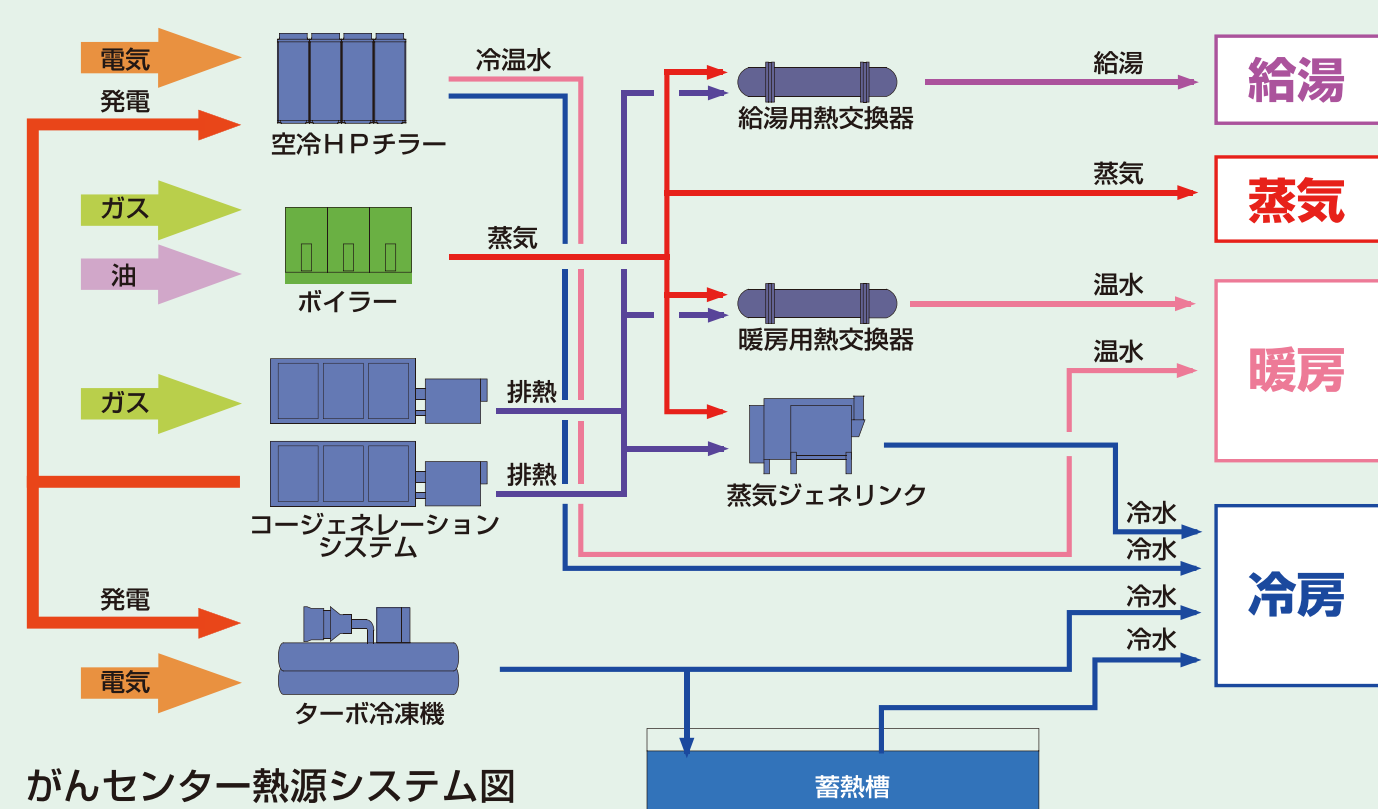 電気
発電
空冷HPチラー
冷温水
給湯用熱交換器
給湯
給湯
ガス
油
ボイラー
蒸気
蒸気
蒸気
暖房用熱交換器
温水
温水
暖房
ガス
排熱
排熱
コージェネレーション
システム
蒸気ジェネリンク
冷水
冷水
冷水
冷水
冷房
発電
電気
ターボ冷凍機
蓄熱槽
がんセンター熱源システム図